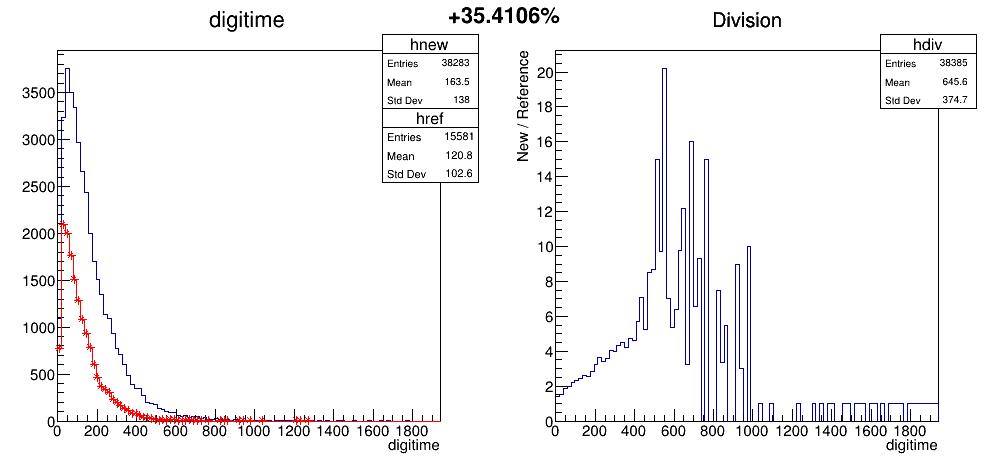 +35.4106%
digitime
hnew
Entries 38283
Mean 163.5
Std Dev 138
href
Entries 15581
Mean 120.8
Std Dev 102.6
3500
3000
2500
2000
1500
1000
500
0
0 200 400 600 800 1000 1200 1400 1600 1800
digitime
Division
hdiv
Entries 38385
Mean 645.6
Std Dev 374.7
New / Reference
20
18
16
14
12
10
8
6
4
2
0
0 200 400 600 800 1000 1200 1400 1600 1800
digitime